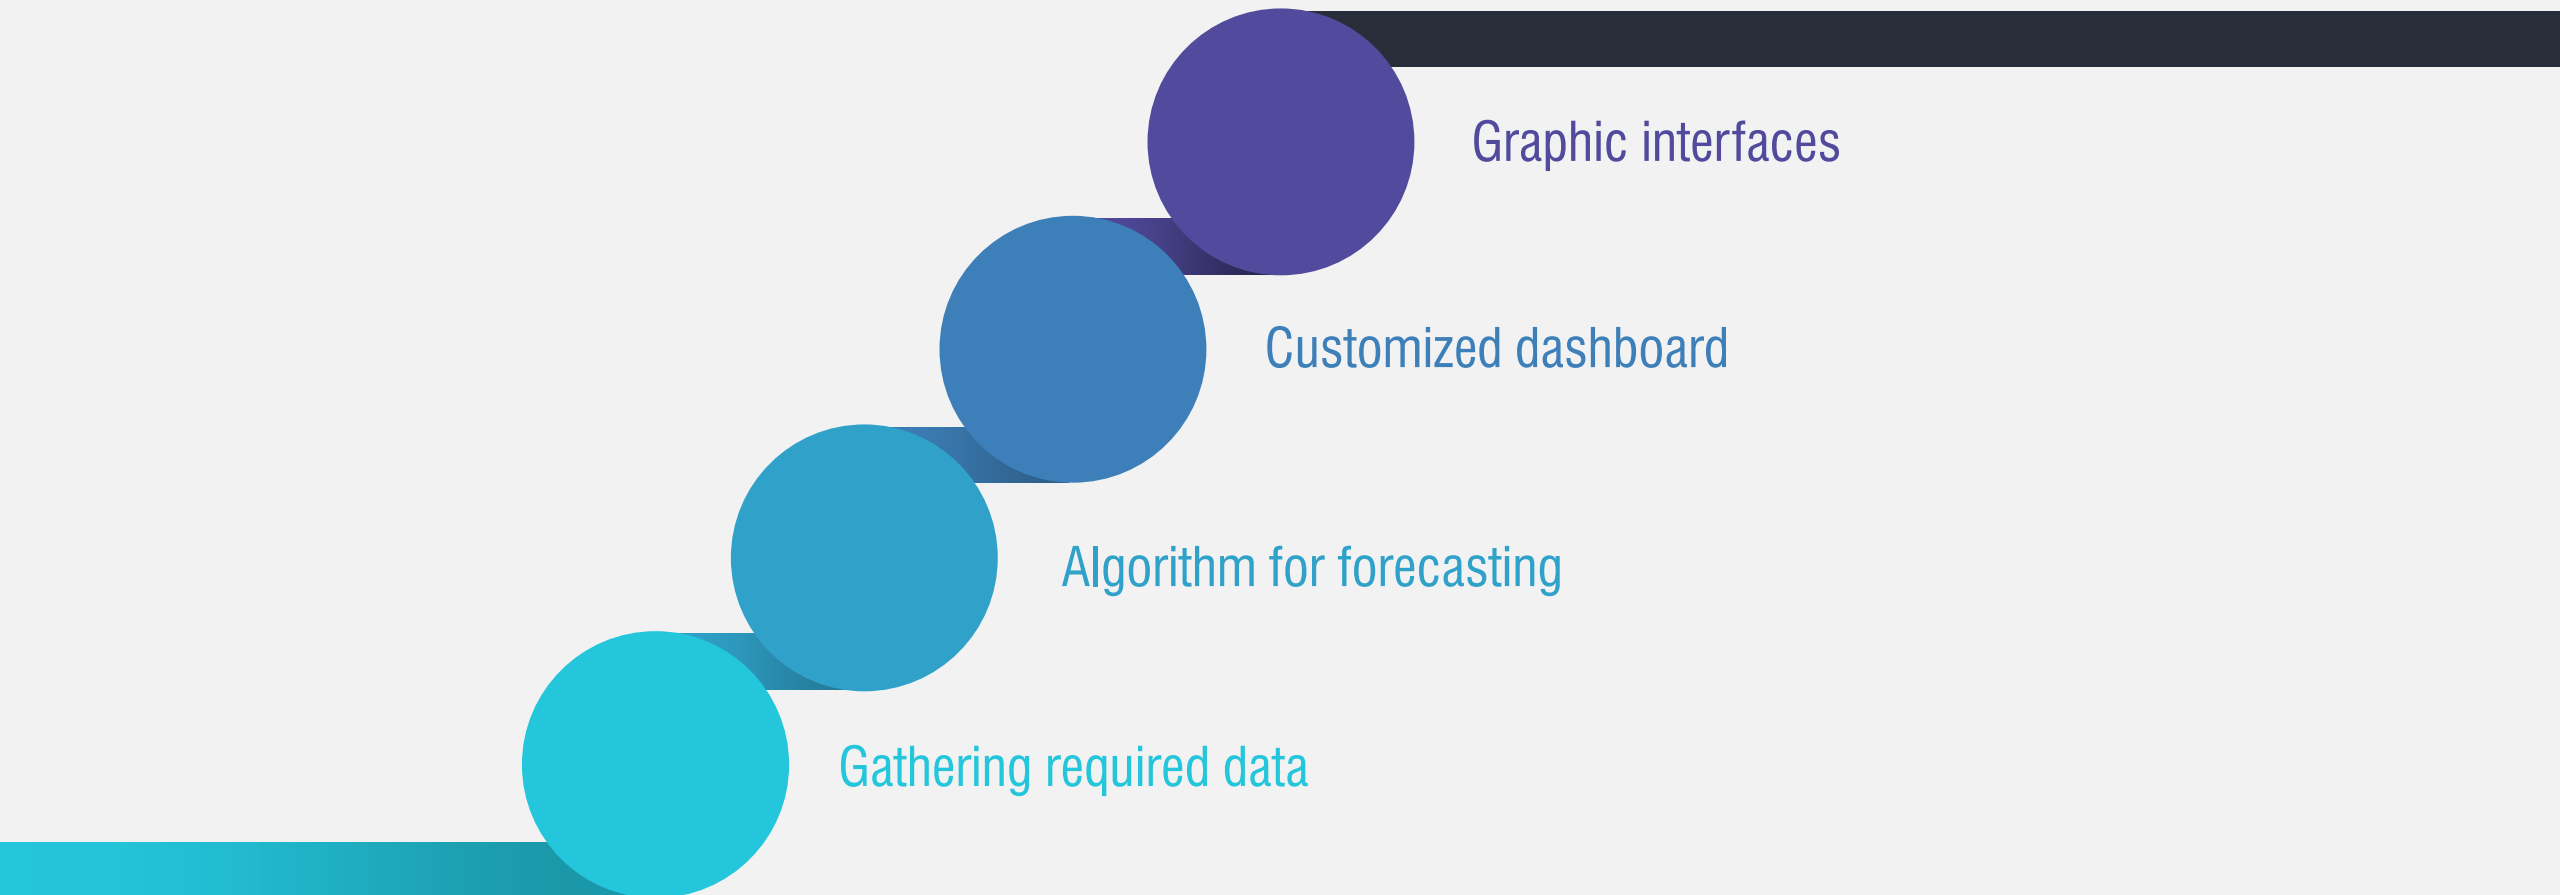 Graphic interfaces
Customized dashboard
Algorithm for forecasting
Gathering required data